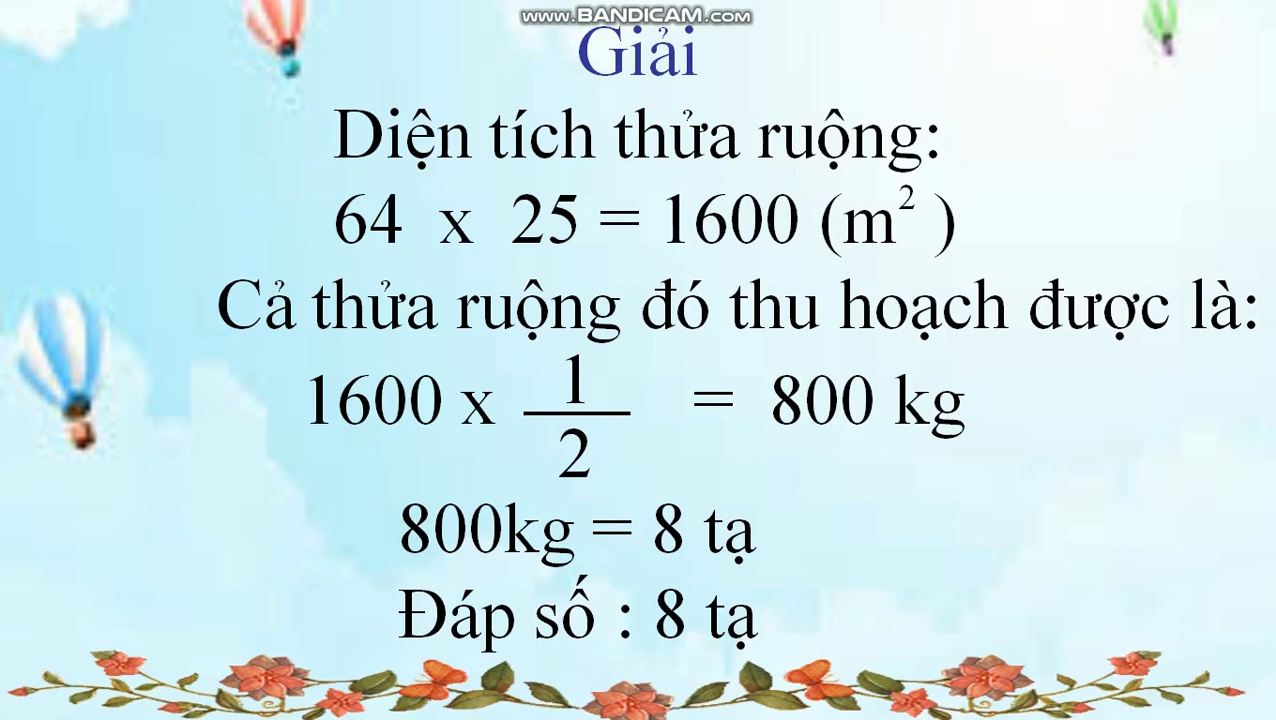 www.BANDICAM.com
Giải
Diện tích thửa ruộng:
64 x 25 = 1600 (m² )
Cả thửa ruộng đó thu hoạch được là:
1600 x 1/2 = 800 kg
800kg = 8 tạ
Đáp số : 8 tạ